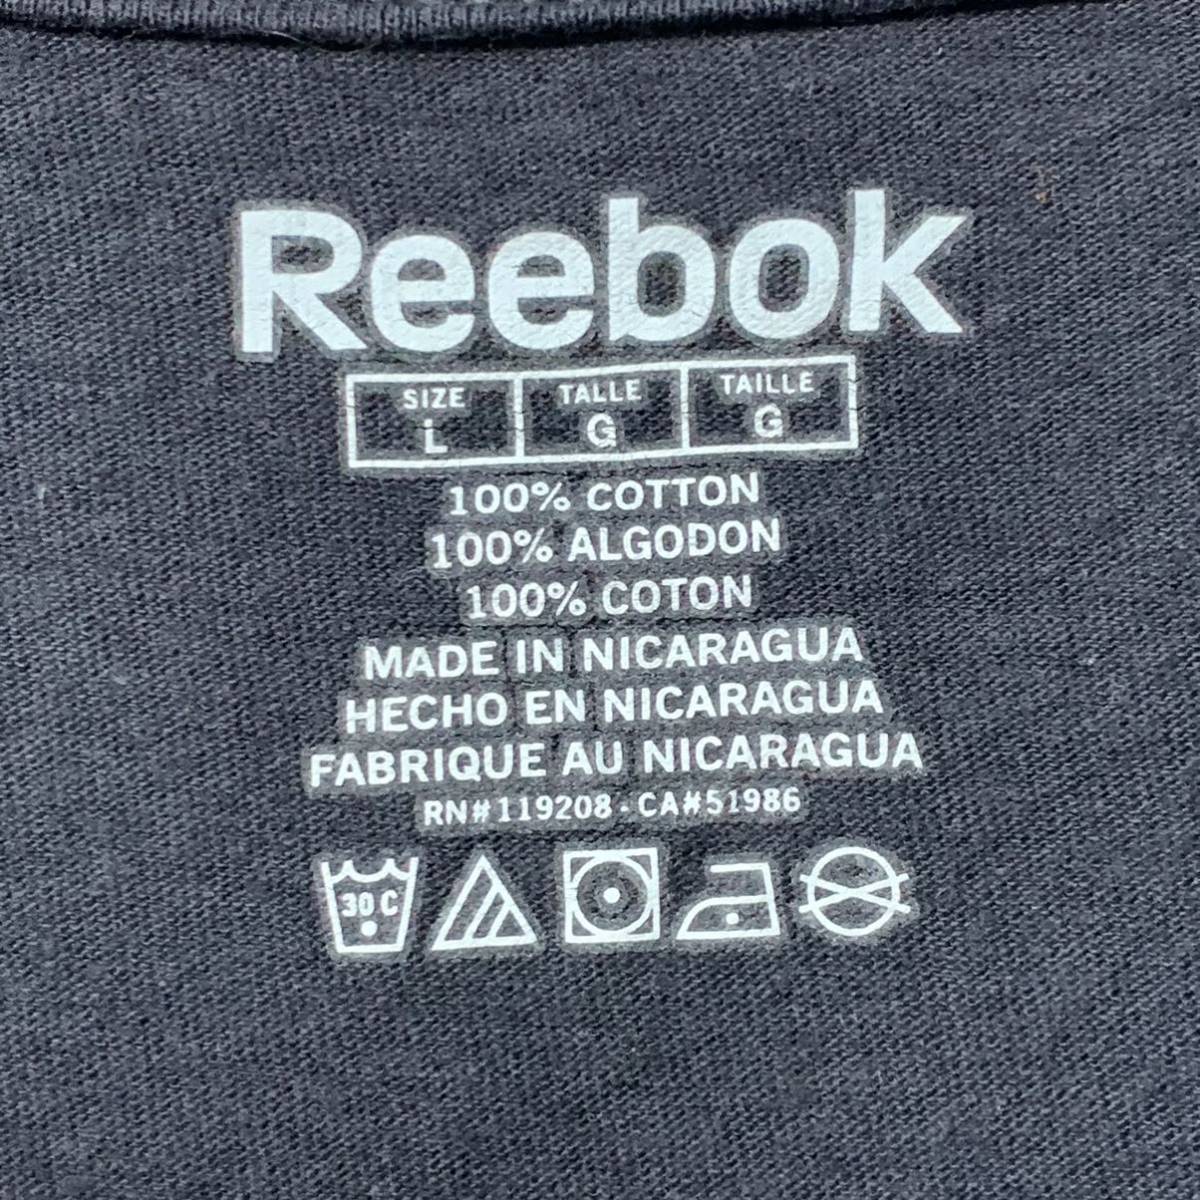 Reebok
SIZE TALLE TAILLE
L G G
100% COTTON
100% ALGODON
100% COTON
MADE IN NICARAGUA
HECHO EN NICARAGUA
FABRIQUE AU NICARAGUA
RN#119208 - CA#51986
30 C